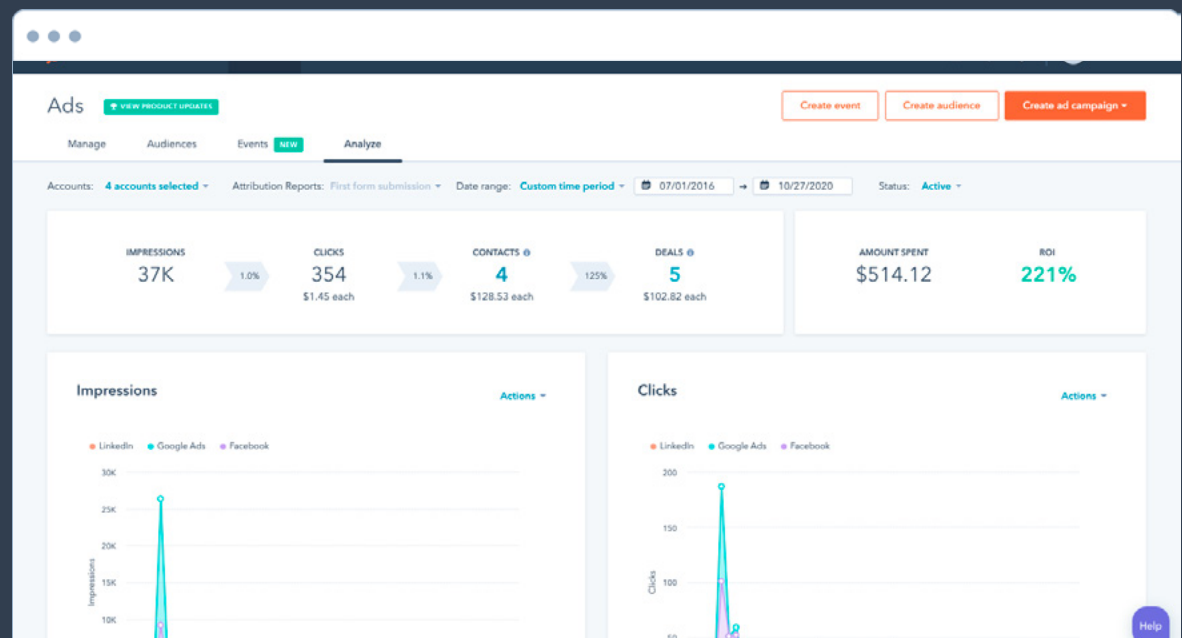 Ads VIEW PRODUCT UPDATES Create event Create audience Create ad campaign
Manage Audiences Events NEW Analyze
Accounts: 4 accounts selected Attribution Reports: First form submission Date range: Custom time period 07/01/2016 → 10/27/2020 Status: Active
IMPRESSIONS CLICKS CONTACTS DEALS AMOUNT SPENT ROI
37K 1.0% 354 1.1% 4 125% 5 $514.12 221%
$1.45 each $128.53 each $102.82 each
Impressions
Actions
LinkedIn Google Ads Facebook
30K
25K
20K
15K
10K
Impressions
Clicks
Actions
LinkedIn Google Ads Facebook
200
150
100
50
Clicks
Help